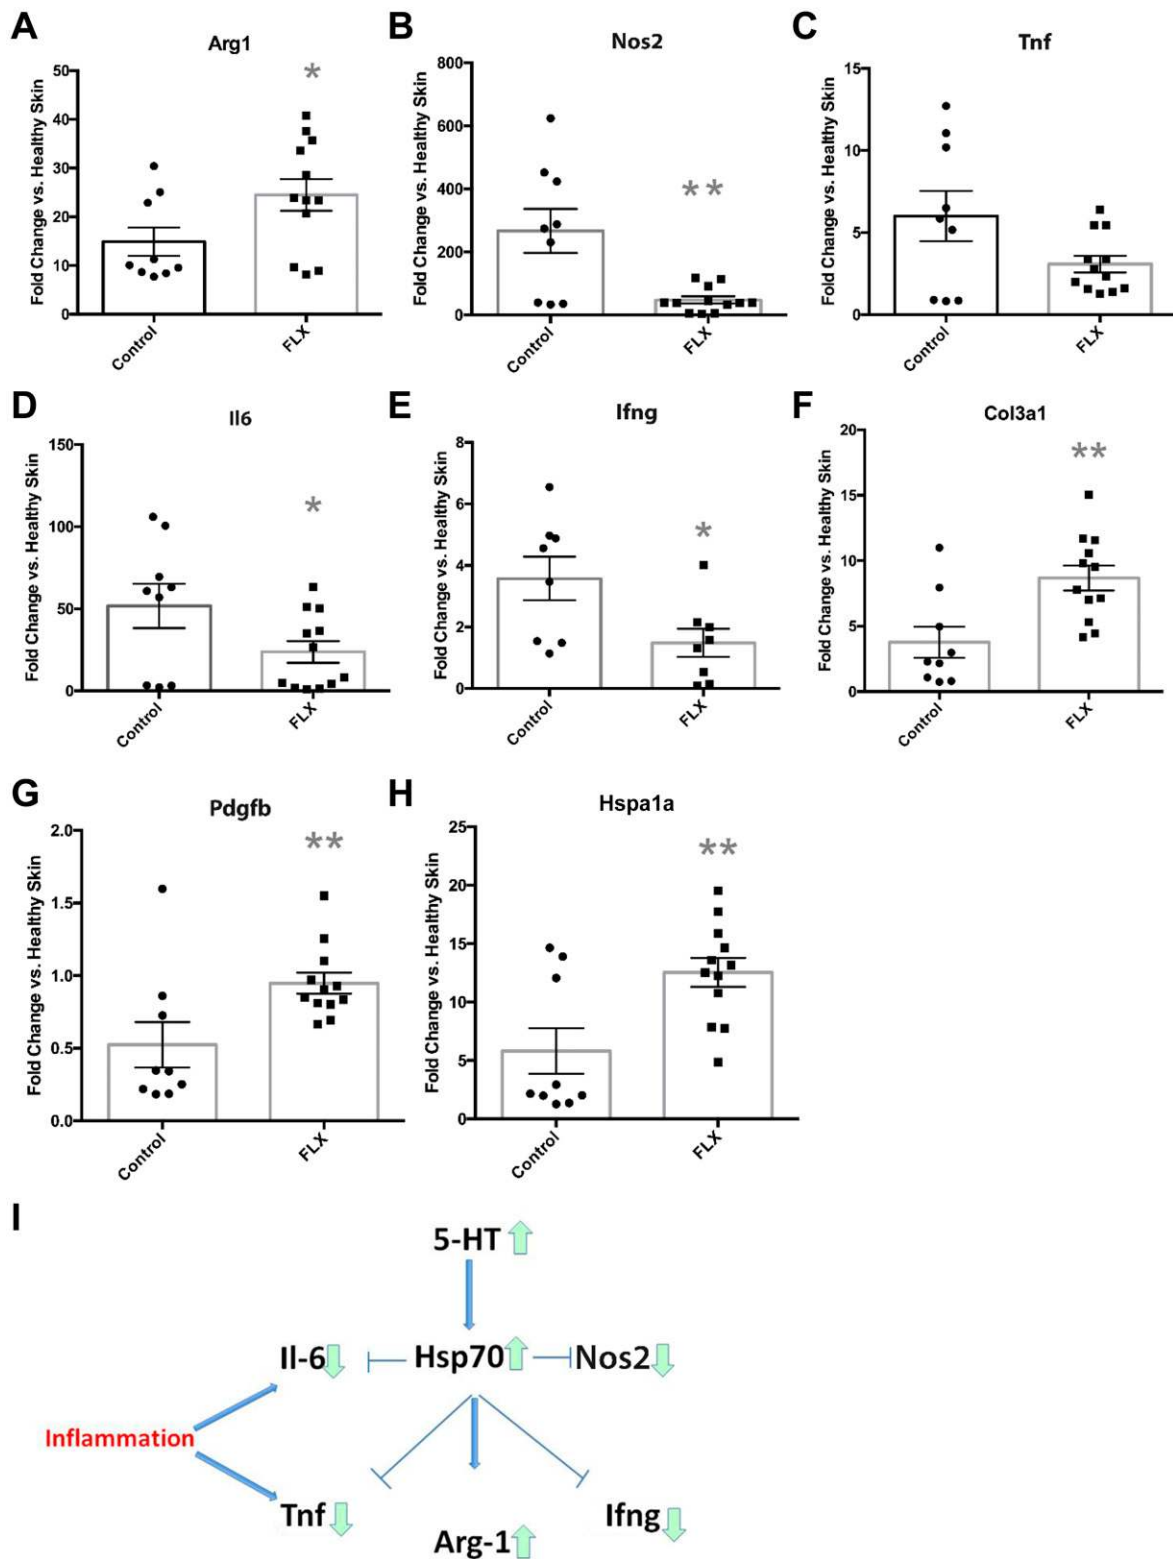 A
Arg1
*
Fold Change vs. Healthy Skin
50
40
30
20
10
0
Control
FLX
B
Nos2
**
Fold Change vs. Healthy Skin
800
600
400
200
0
Control
FLX
C
Tnf
Fold Change vs. Healthy Skin
15
10
5
0
Control
FLX
D
Il6
*
Fold Change vs. Healthy Skin
150
100
50
0
Control
FLX
E
Ifng
*
Fold Change vs. Healthy Skin
8
6
4
2
0
Control
FLX
F
Col3a1
**
Fold Change vs. Healthy Skin
20
15
10
5
0
Control
FLX
G
Pdgfb
**
Fold Change vs. Healthy Skin
2.0
1.5
1.0
0.5
0.0
Control
FLX
H
Hspa1a
**
Fold Change vs. Healthy Skin
25
20
15
10
5
0
Control
FLX
I
5-HT
Il-6
Hsp70
Nos2
Inflammation
Tnf
Arg-1
Ifng